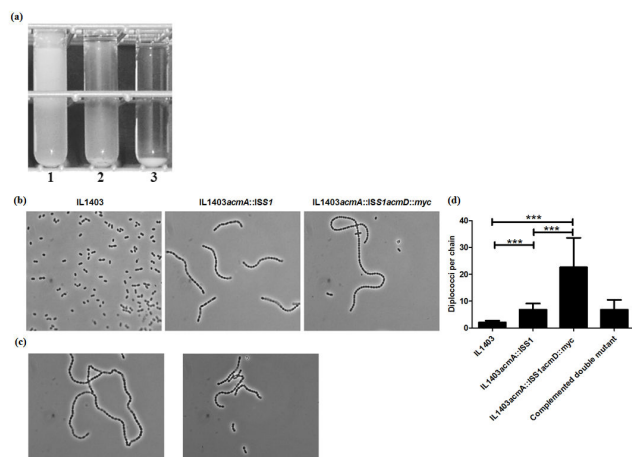 (a)
1 2 3
(b)
IL1403
IL1403acmA::ISS1
IL1403acmA::ISS1acmD::myc
(c)
(d)
Diplococci per chain
40
30
20
10
0
***
***
***
IL1403
IL1403acmA::ISS1
IL1403acmA::ISS1acmD::myc
Complemented double mutant